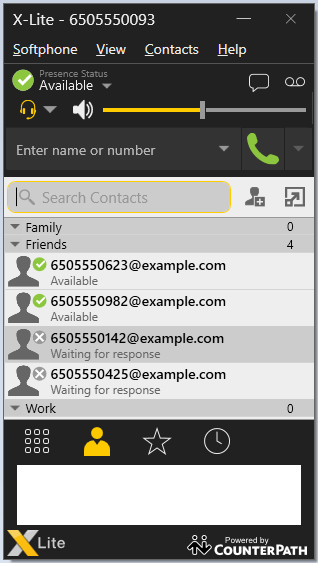 X-Lite - 6505550093
Softphone View Contacts Help
Presence Status
Available
Enter name or number
Search Contacts
Family 0
Friends 4
6505550623@example.com
Available
6505550982@example.com
Available
6505550142@example.com
Waiting for response
6505550425@example.com
Waiting for response
Work 0
X Lite
Powered by
COUNTERPATH